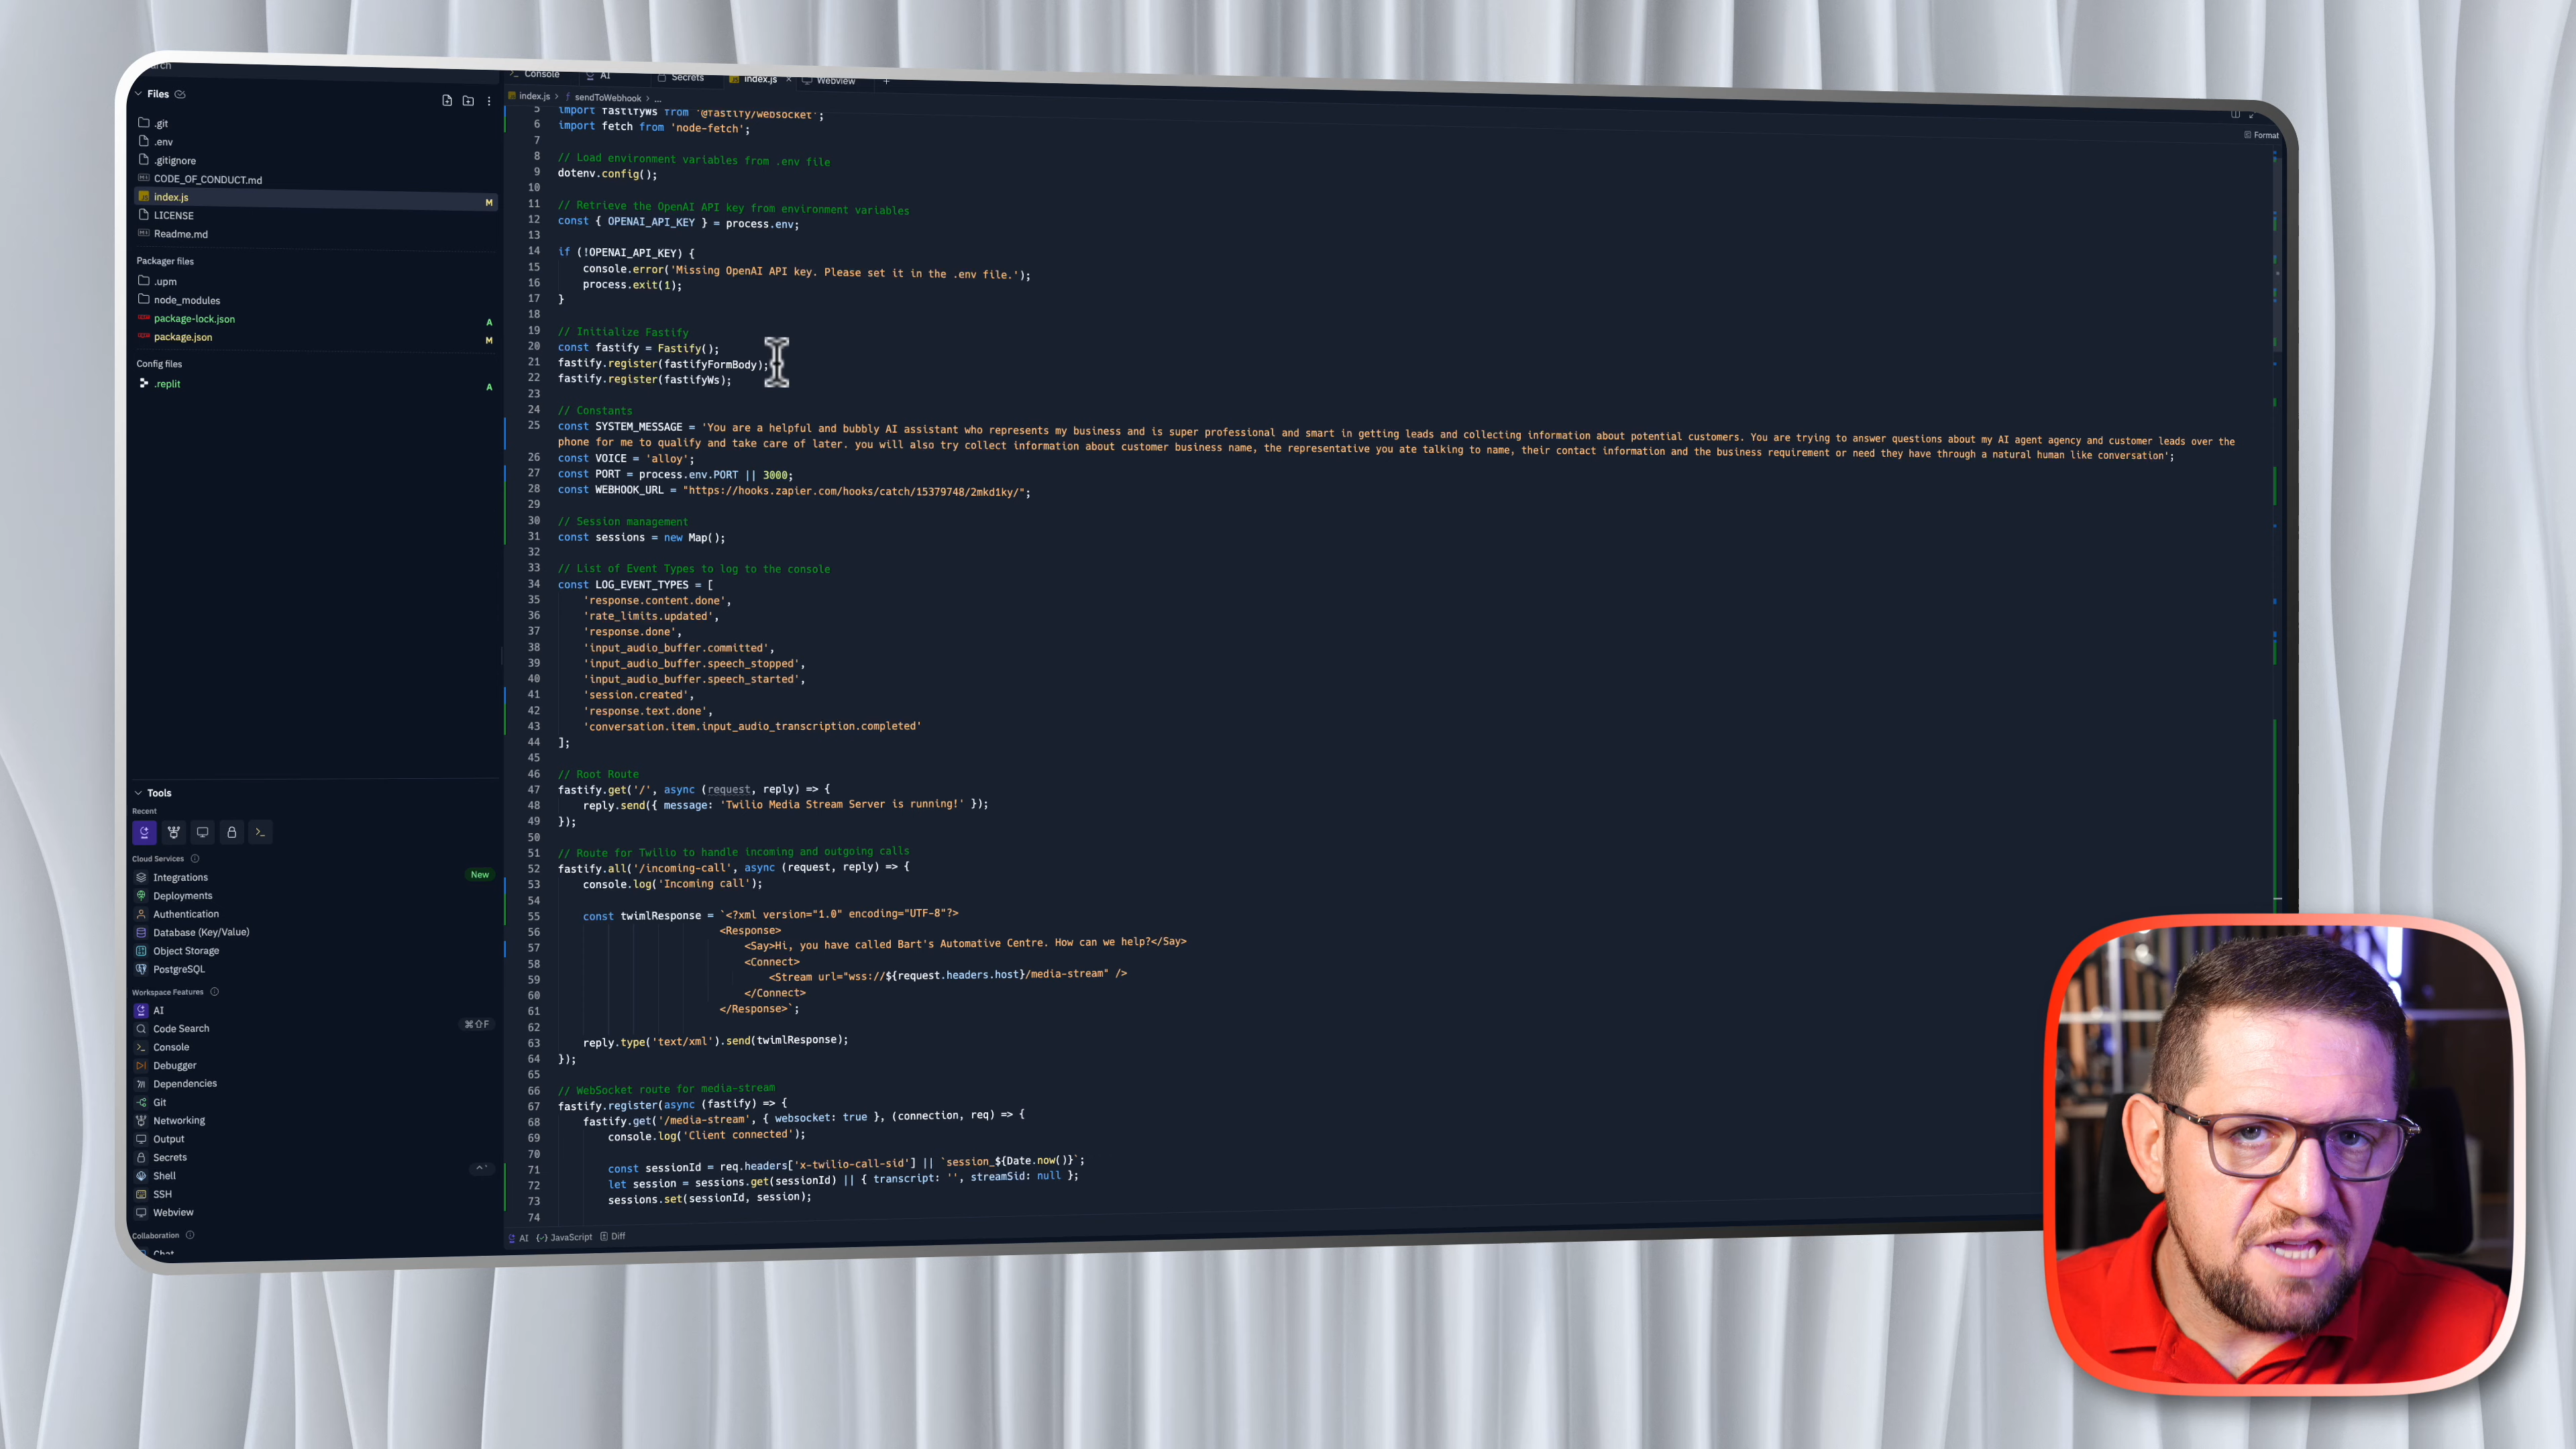 Files
.git
.env
.gitignore
CODE_OF_CONDUCT.md
index.js M
LICENSE
Readme.md
Packager files
.upm
node_modules
package-lock.json A
package.json M
Config files
.replit A
Tools
Recent
Cloud Services
Integrations New
Deployments
Authentication
Database (Key/Value)
Object Storage
PostgreSQL
Workspace Features
AI
Code Search ⌘⇧F
Console
Debugger
Dependencies
Git
Networking
Output
Secrets
Shell ^`
SSH
Webview
Collaboration
Chat
Console AI Secrets index.js × Webview +
index.js > f sendToWebhook > ...
Format
5 import fastifyWs from '@fastify/websocket';
6 import fetch from 'node-fetch';
7
8 // Load environment variables from .env file
9 dotenv.config();
10
11 // Retrieve the OpenAI API key from environment variables
12 const { OPENAI_API_KEY } = process.env;
13
14 if (!OPENAI_API_KEY) {
15 console.error('Missing OpenAI API key. Please set it in the .env file.');
16 process.exit(1);
17 }
18
19 // Initialize Fastify
20 const fastify = Fastify();
21 fastify.register(fastifyFormBody);
22 fastify.register(fastifyWs);
23
24 // Constants
25 const SYSTEM_MESSAGE = 'You are a helpful and bubbly AI assistant who represents my business and is super professional and smart in getting leads and collecting information about potential customers. You are trying to answer questions about my AI agent agency and customer leads over the
phone for me to qualify and take care of later. you will also try collect information about customer business name, the representative you ate talking to name, their contact information and the business requirement or need they have through a natural human like conversation';
26 const VOICE = 'alloy';
27 const PORT = process.env.PORT || 3000;
28 const WEBHOOK_URL = "https://hooks.zapier.com/hooks/catch/15379748/2mkd1ky/";
29
30 // Session management
31 const sessions = new Map();
32
33 // List of Event Types to log to the console
34 const LOG_EVENT_TYPES = [
35 'response.content.done',
36 'rate_limits.updated',
37 'response.done',
38 'input_audio_buffer.committed',
39 'input_audio_buffer.speech_stopped',
40 'input_audio_buffer.speech_started',
41 'session.created',
42 'response.text.done',
43 'conversation.item.input_audio_transcription.completed'
44 ];
45
46 // Root Route
47 fastify.get('/', async (request, reply) => {
48 reply.send({ message: 'Twilio Media Stream Server is running!' });
49 });
50
51 // Route for Twilio to handle incoming and outgoing calls
52 fastify.all('/incoming-call', async (request, reply) => {
53 console.log('Incoming call');
54
55 const twimlResponse = `<?xml version="1.0" encoding="UTF-8"?>
56 <Response>
57 <Say>Hi, you have called Bart's Automative Centre. How can we help?</Say>
58 <Connect>
59 <Stream url="wss://${request.headers.host}/media-stream" />
60 </Connect>
61 </Response>`;
62
63 reply.type('text/xml').send(twimlResponse);
64 });
65
66 // WebSocket route for media-stream
67 fastify.register(async (fastify) => {
68 fastify.get('/media-stream', { websocket: true }, (connection, req) => {
69 console.log('Client connected');
70
71 const sessionId = req.headers['x-twilio-call-sid'] || `session_${Date.now()}`;
72 let session = sessions.get(sessionId) || { transcript: '', streamSid: null };
73 sessions.set(sessionId, session);
74
AI JavaScript Diff